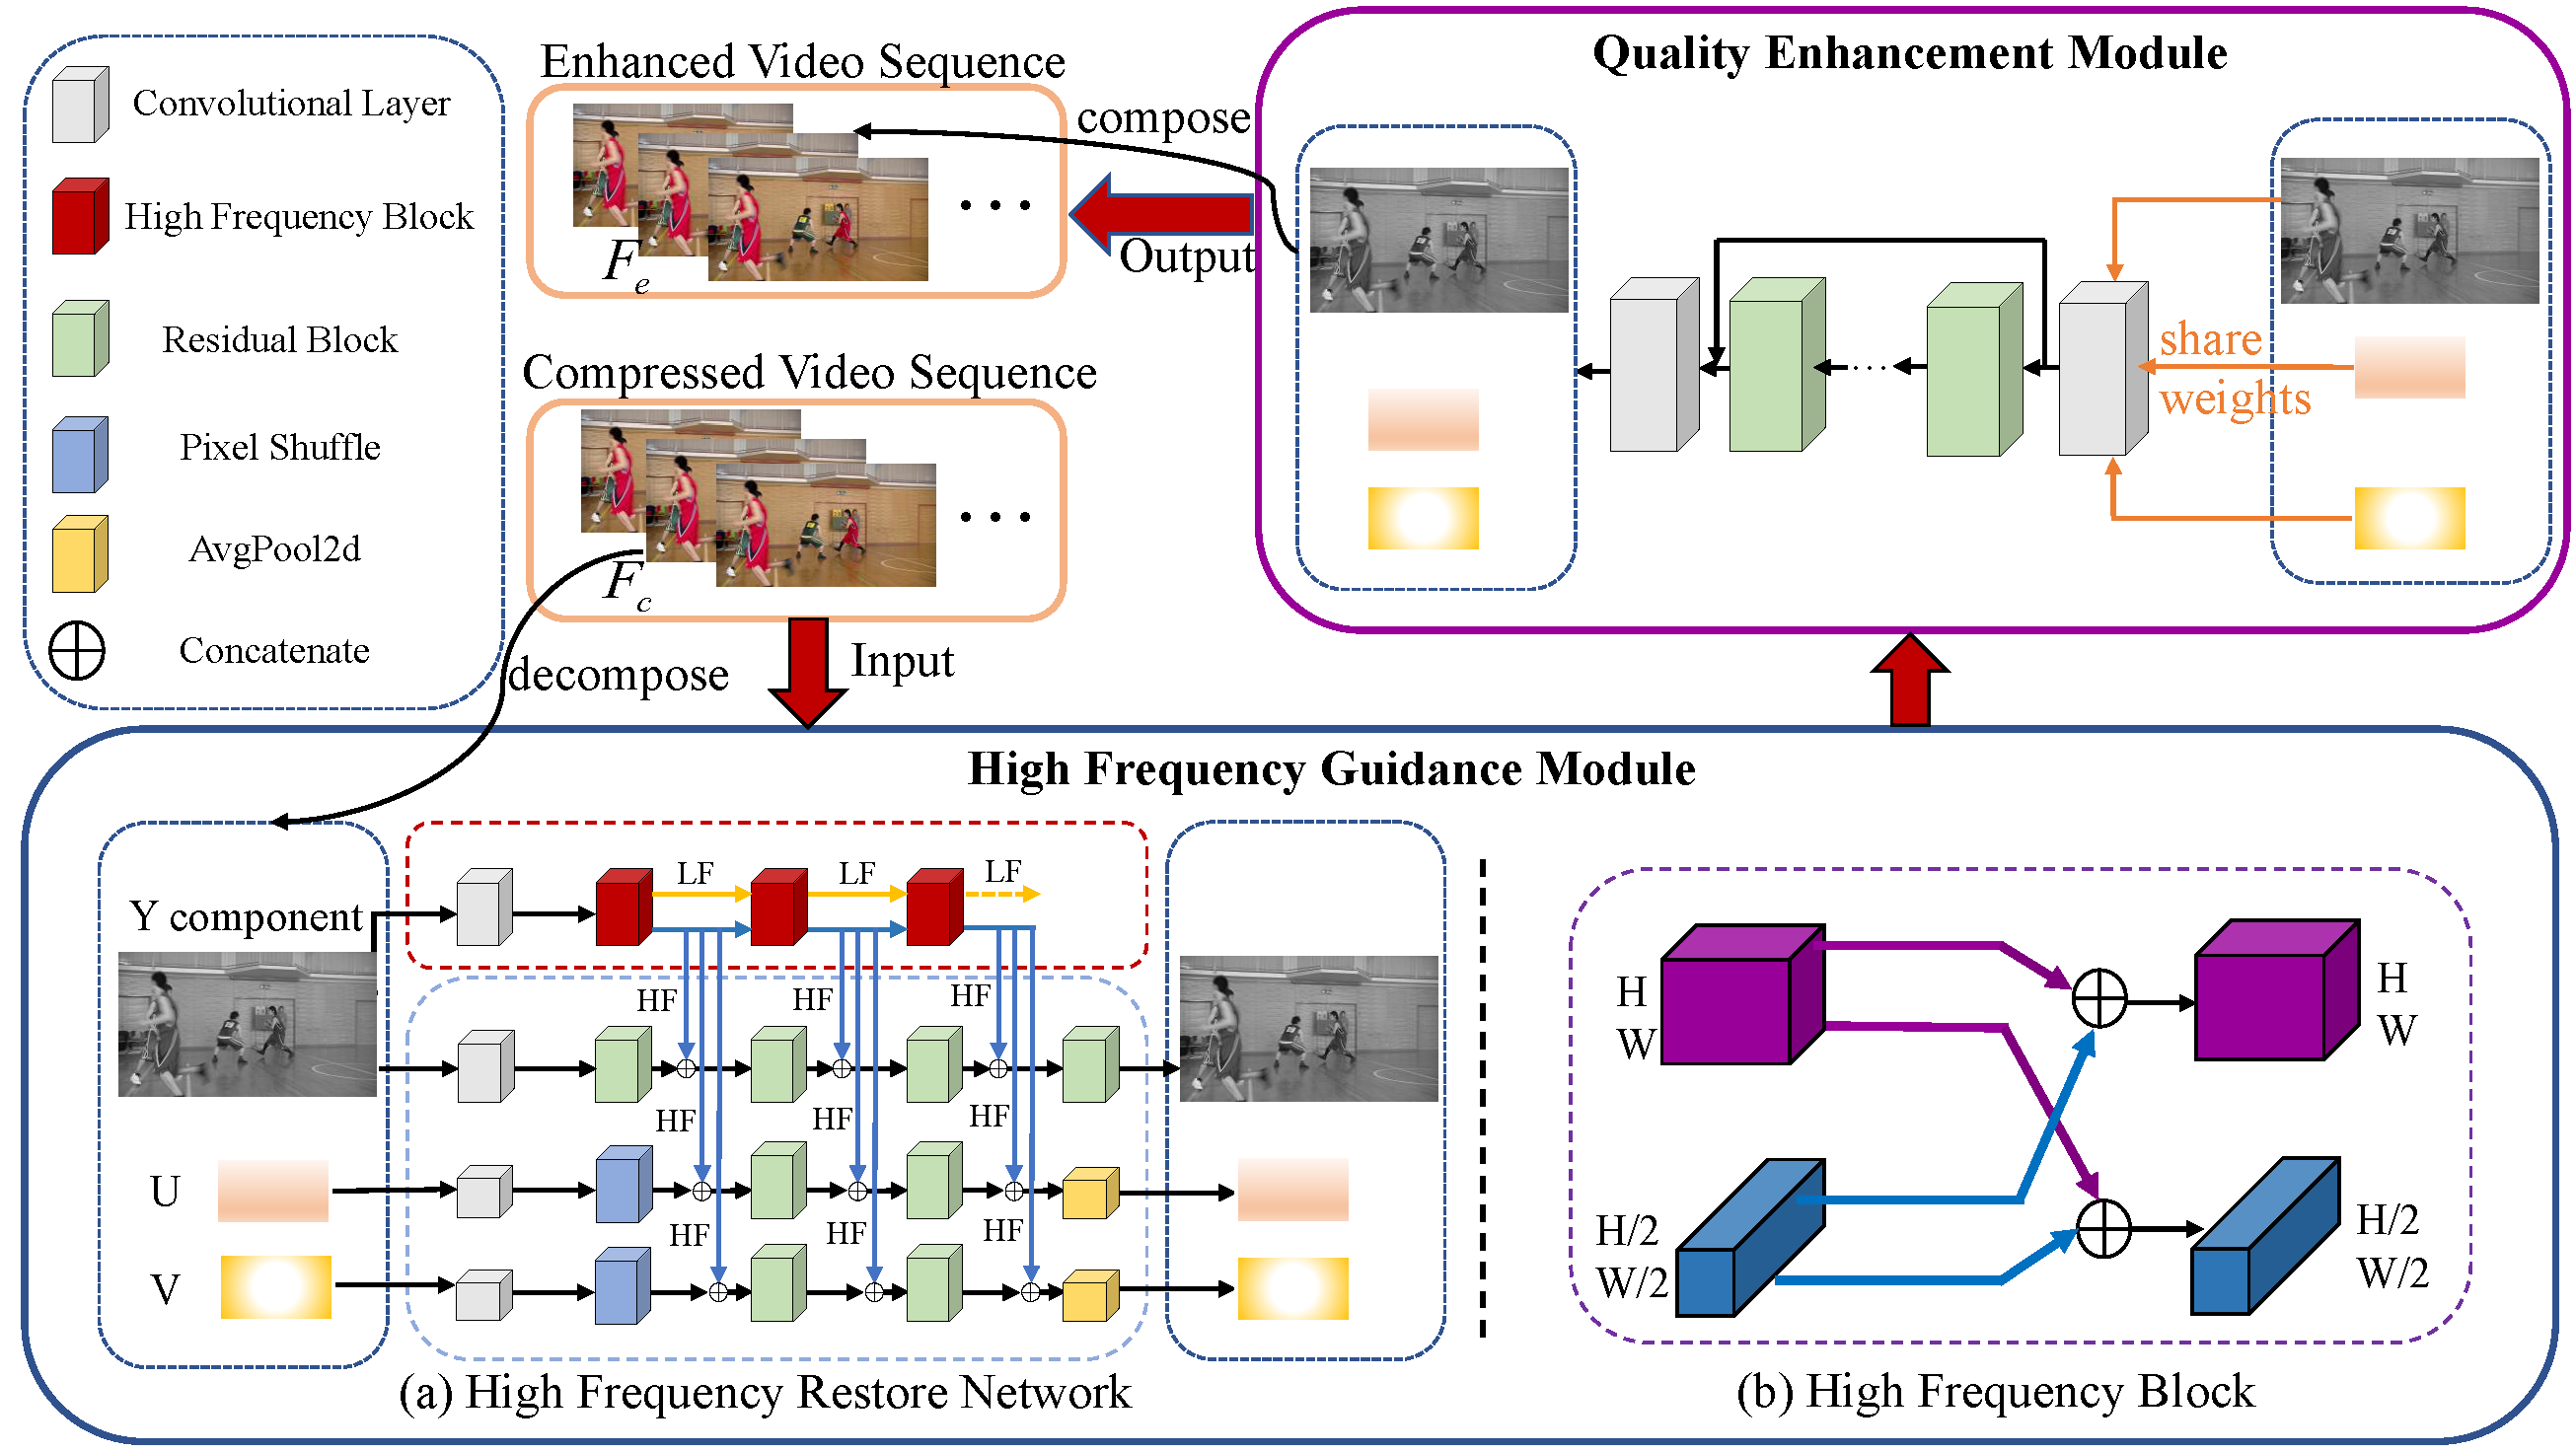 Convolutional Layer
High Frequency Block
Residual Block
Pixel Shuffle
AvgPool2d
Concatenate
Enhanced Video Sequence
F_e
...
compose
Output
Compressed Video Sequence
F_c
...
decompose
Input
Quality Enhancement Module
...
share
weights
High Frequency Guidance Module
Y component
U
V
LF
LF
LF
HF
HF
HF
HF
HF
HF
HF
HF
HF
(a) High Frequency Restore Network
H
W
H
W
H/2
W/2
H/2
W/2
(b) High Frequency Block